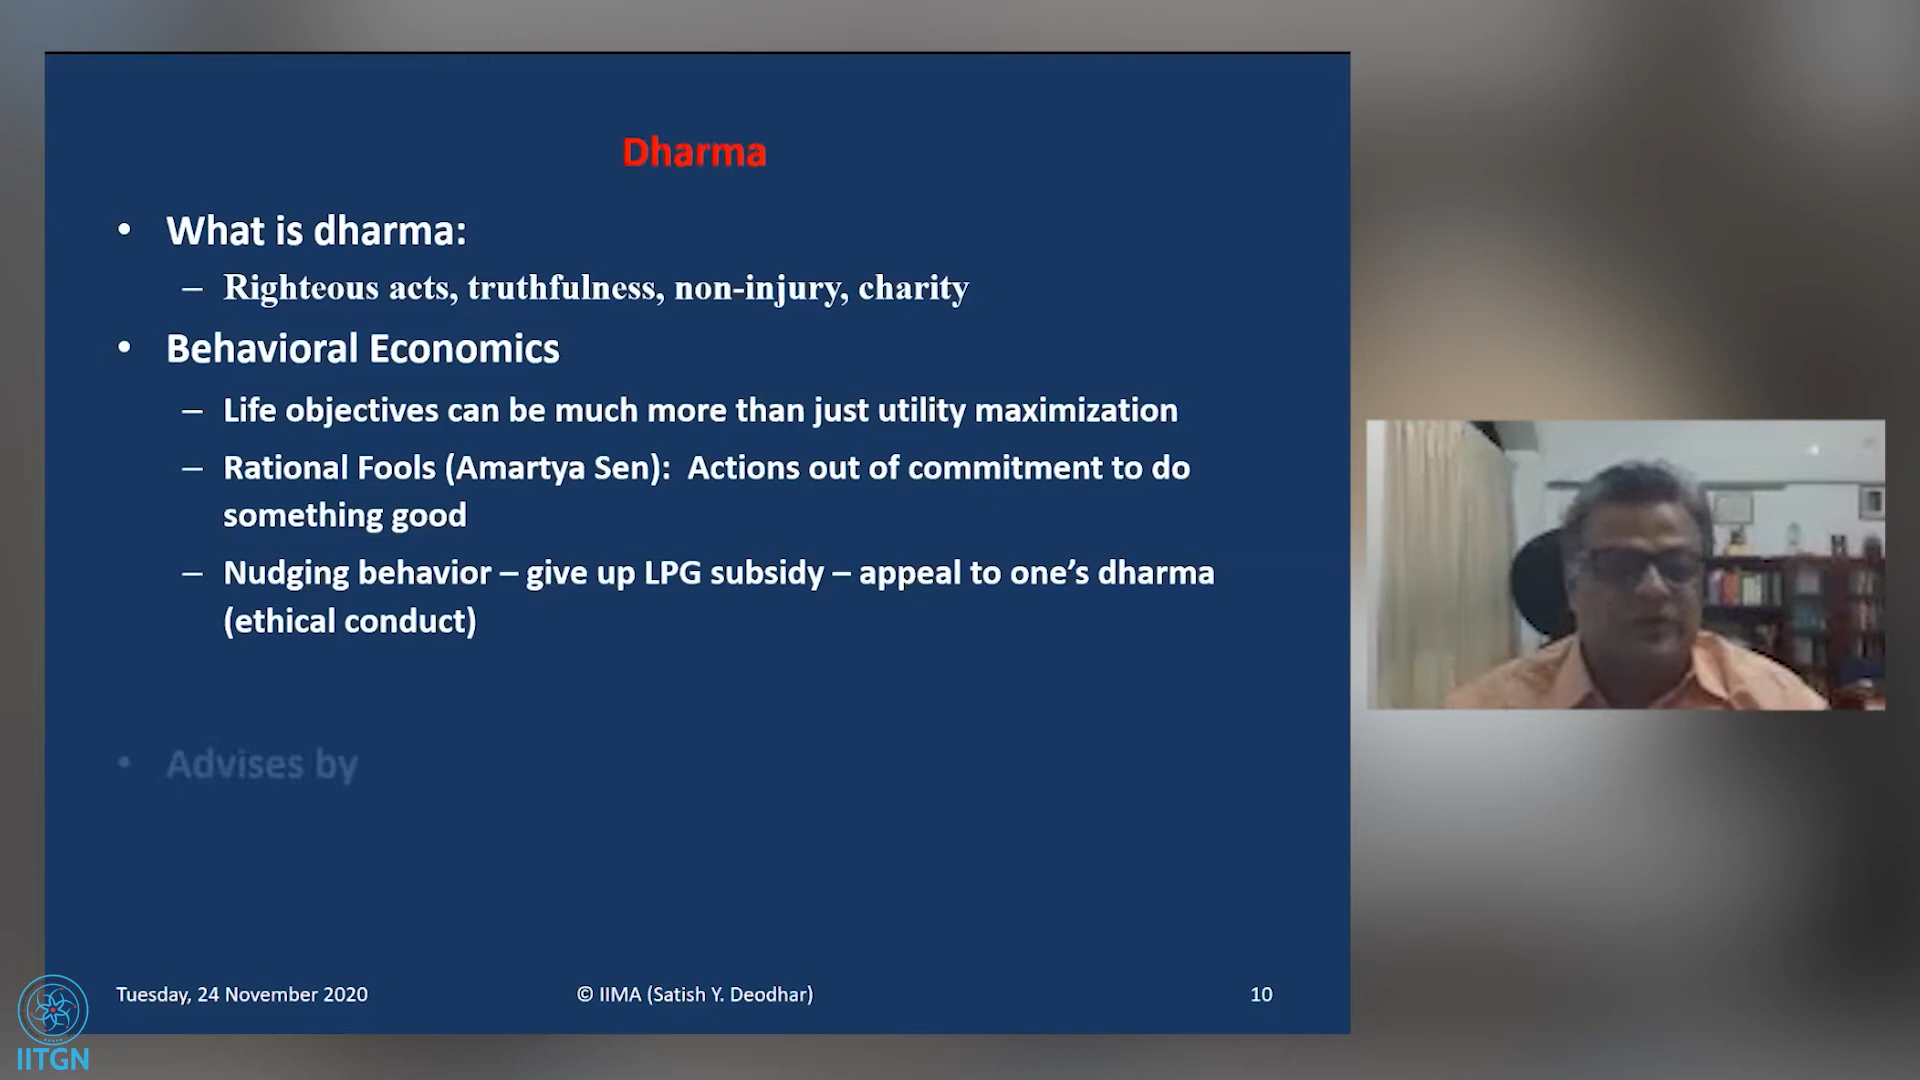 Dharma
• What is dharma:
– Righteous acts, truthfulness, non-injury, charity
• Behavioral Economics
– Life objectives can be much more than just utility maximization
– Rational Fools (Amartya Sen): Actions out of commitment to do
something good
– Nudging behavior – give up LPG subsidy – appeal to one’s dharma
(ethical conduct)
• Advises by
Tuesday, 24 November 2020
© IIMA (Satish Y. Deodhar)
10
IITGN